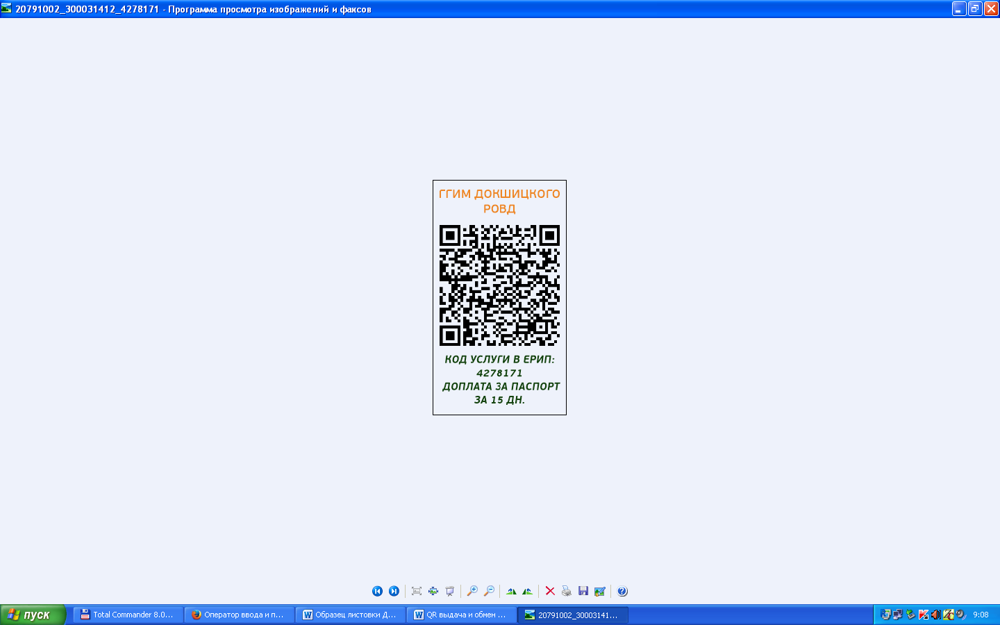 20791002_300031412_4278171 - Программа просмотра изображений и факсов
ГГИМ ДОКШИЦКОГО
РОВД
КОД УСЛУГИ В ЕРИП:
4278171
ДОПЛАТА ЗА ПАСПОРТ
ЗА 15 ДН.
пуск
Total Commander 8.0...
Оператор ввода и п...
Образец листовки Д...
QR выдача и обмен ...
20791002_30003141...
9:08